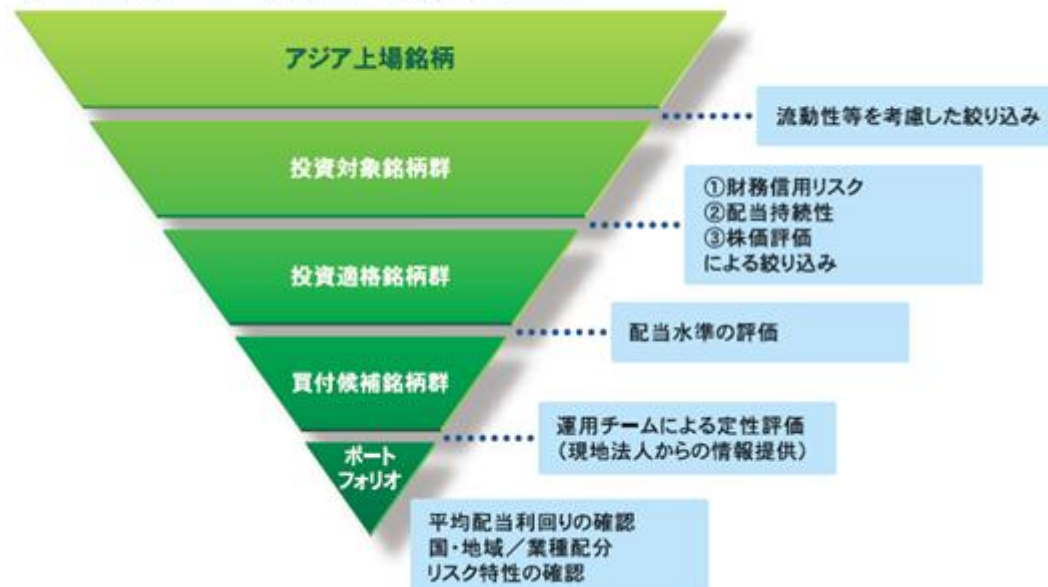 アジア上場銘柄
流動性等を考慮した絞り込み
投資対象銘柄群
①財務信用リスク
②配当持続性
③株価評価
による絞り込み
投資適格銘柄群
配当水準の評価
買付候補銘柄群
運用チームによる定性評価
（現地法人からの情報提供）
ポート
フォリオ
平均配当利回りの確認
国・地域／業種配分
リスク特性の確認